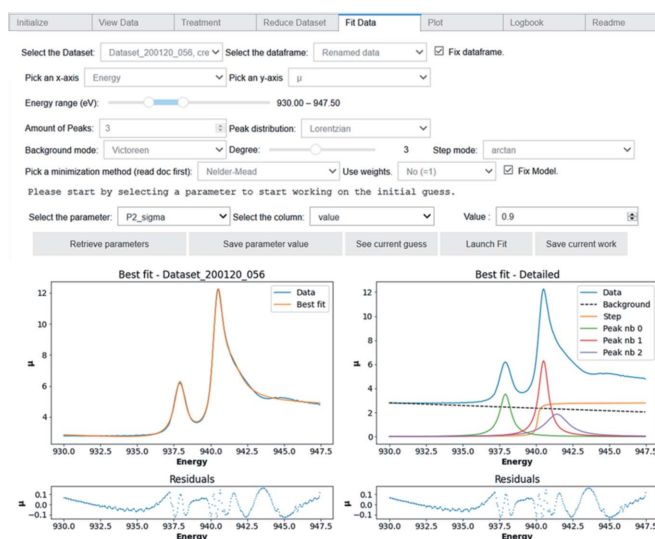 Initialize View Data Treatment Reduce Dataset Fit Data Plot Logbook Readme
Select the Dataset: Dataset_200120_056, cre Select the dataframe: Renamed data Fix dataframe.
Pick an x-axis Energy Pick an y-axis μ
Energy range (eV): 930.00 – 947.50
Amount of Peaks: 3 Peak distribution: Lorentzian
Background mode: Victoreen Degree: 3 Step mode: arctan
Pick a minimization method (read doc first): Nelder-Mead Use weights. No (=1) Fix Model.
Please start by selecting a parameter to start working on the initial guess.
Select the parameter: P2_sigma Select the column: value Value : 0.9
Retrieve parameters Save parameter value See current guess Launch Fit Save current work
Best fit - Dataset_200120_056
12
10
8
6
4
μ
Data
Best fit
930.0 932.5 935.0 937.5 940.0 942.5 945.0 947.5
Energy
Residuals
0.1
0.0
−0.1
μ
930.0 932.5 935.0 937.5 940.0 942.5 945.0 947.5
Energy
Best fit - Detailed
12
10
8
6
4
2
0
μ
Data
Background
Step
Peak nb 0
Peak nb 1
Peak nb 2
930.0 932.5 935.0 937.5 940.0 942.5 945.0 947.5
Energy
Residuals
0.1
0.0
−0.1
μ
930.0 932.5 935.0 937.5 940.0 942.5 945.0 947.5
Energy